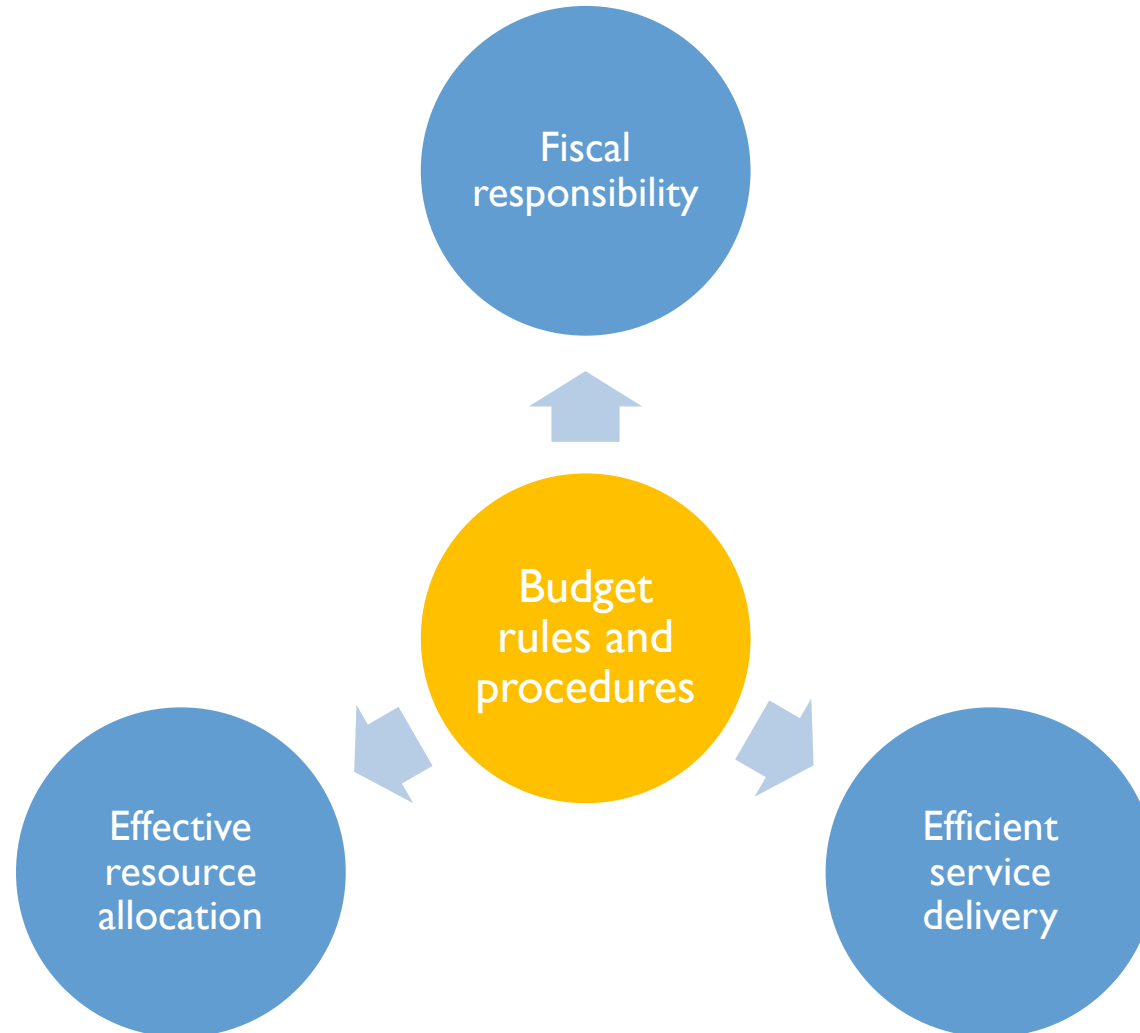 Fiscal
responsibility
Budget
rules and
procedures
Effective
resource
allocation
Efficient
service
delivery